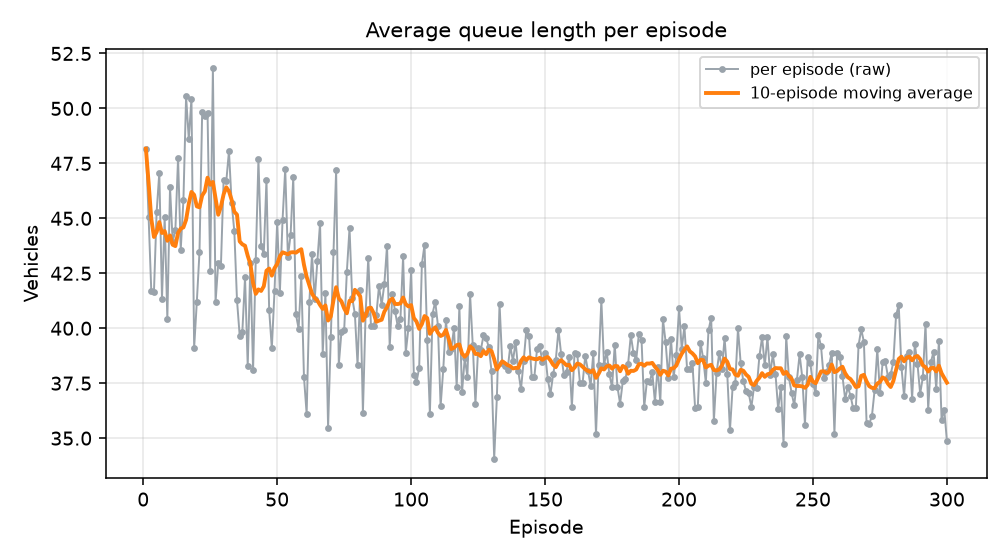 Average queue length per episode
per episode (raw)
10-episode moving average
52.5
50.0
47.5
45.0
42.5
40.0
37.5
35.0
Vehicles
0 50 100 150 200 250 300
Episode